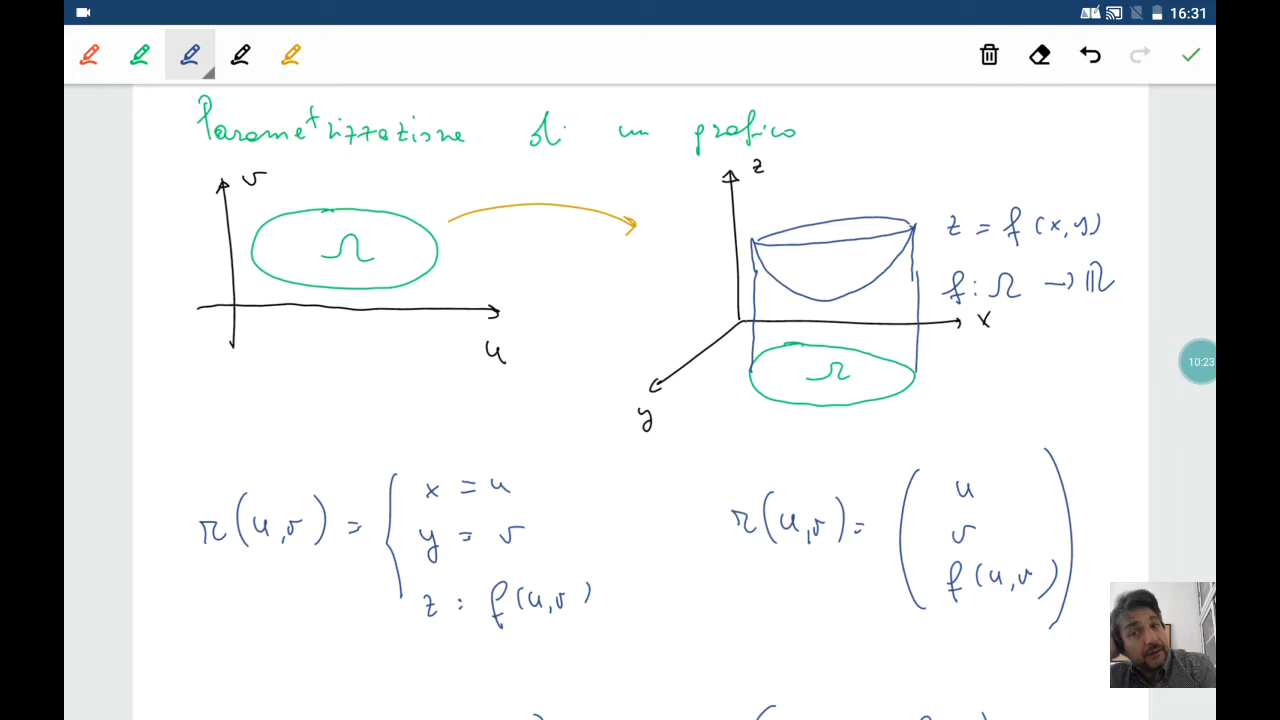 16:31
Parametrizzazione di un grafico
v
Ω
u
z
z = f(x,y)
f: Ω → ℝ
x
Ω
y
10:23
r(u,v) = { x = u
y = v
z = f(u,v)
r(u,v) = ( u
v
f(u,v) )